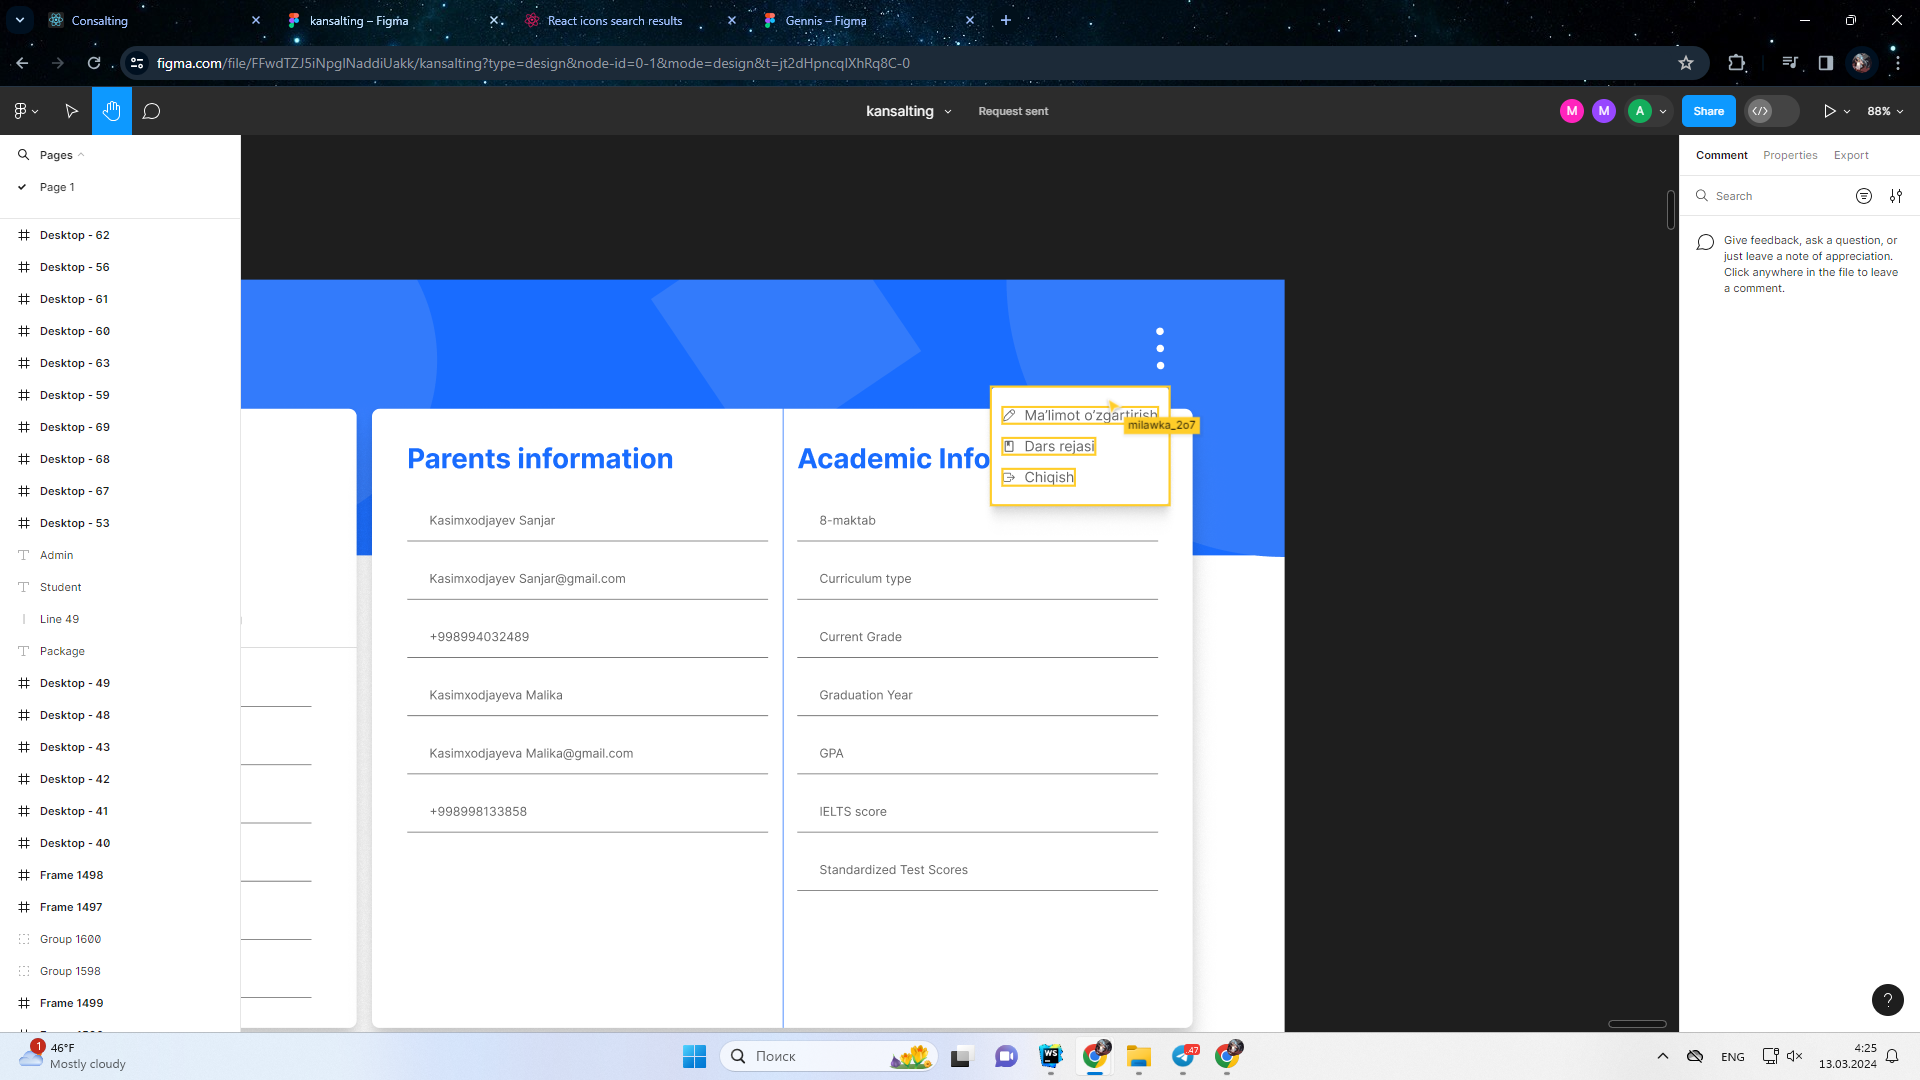 Consalting
kansalting – Figma
React icons search results
Gennis – Figma
figma.com/file/FFwdTZJ5iNpglNaddiUakk/kansalting?type=design&node-id=0-1&mode=design&t=jt2dHpncqIXhRq8C-0
kansalting
Request sent
M
M
A
Share
88%
Pages
Page 1
Desktop - 62
Desktop - 56
Desktop - 61
Desktop - 60
Desktop - 63
Desktop - 59
Desktop - 69
Desktop - 68
Desktop - 67
Desktop - 53
Admin
Student
Line 49
Package
Desktop - 49
Desktop - 48
Desktop - 43
Desktop - 42
Desktop - 41
Desktop - 40
Frame 1498
Frame 1497
Group 1600
Group 1598
Frame 1499
Parents information
Kasimxodjayev Sanjar
Kasimxodjayev Sanjar@gmail.com
+998994032489
Kasimxodjayeva Malika
Kasimxodjayeva Malika@gmail.com
+998998133858
Academic Info
8-maktab
Curriculum type
Current Grade
Graduation Year
GPA
IELTS score
Standardized Test Scores
Ma’limot o’zgartirish
milawka_2o7
Dars rejasi
Chiqish
Comment
Properties
Export
Search
Give feedback, ask a question, or
just leave a note of appreciation.
Click anywhere in the file to leave
a comment.
?
1
46°F
Mostly cloudy
Поиск
WS
47
ENG
4:25
13.03.2024